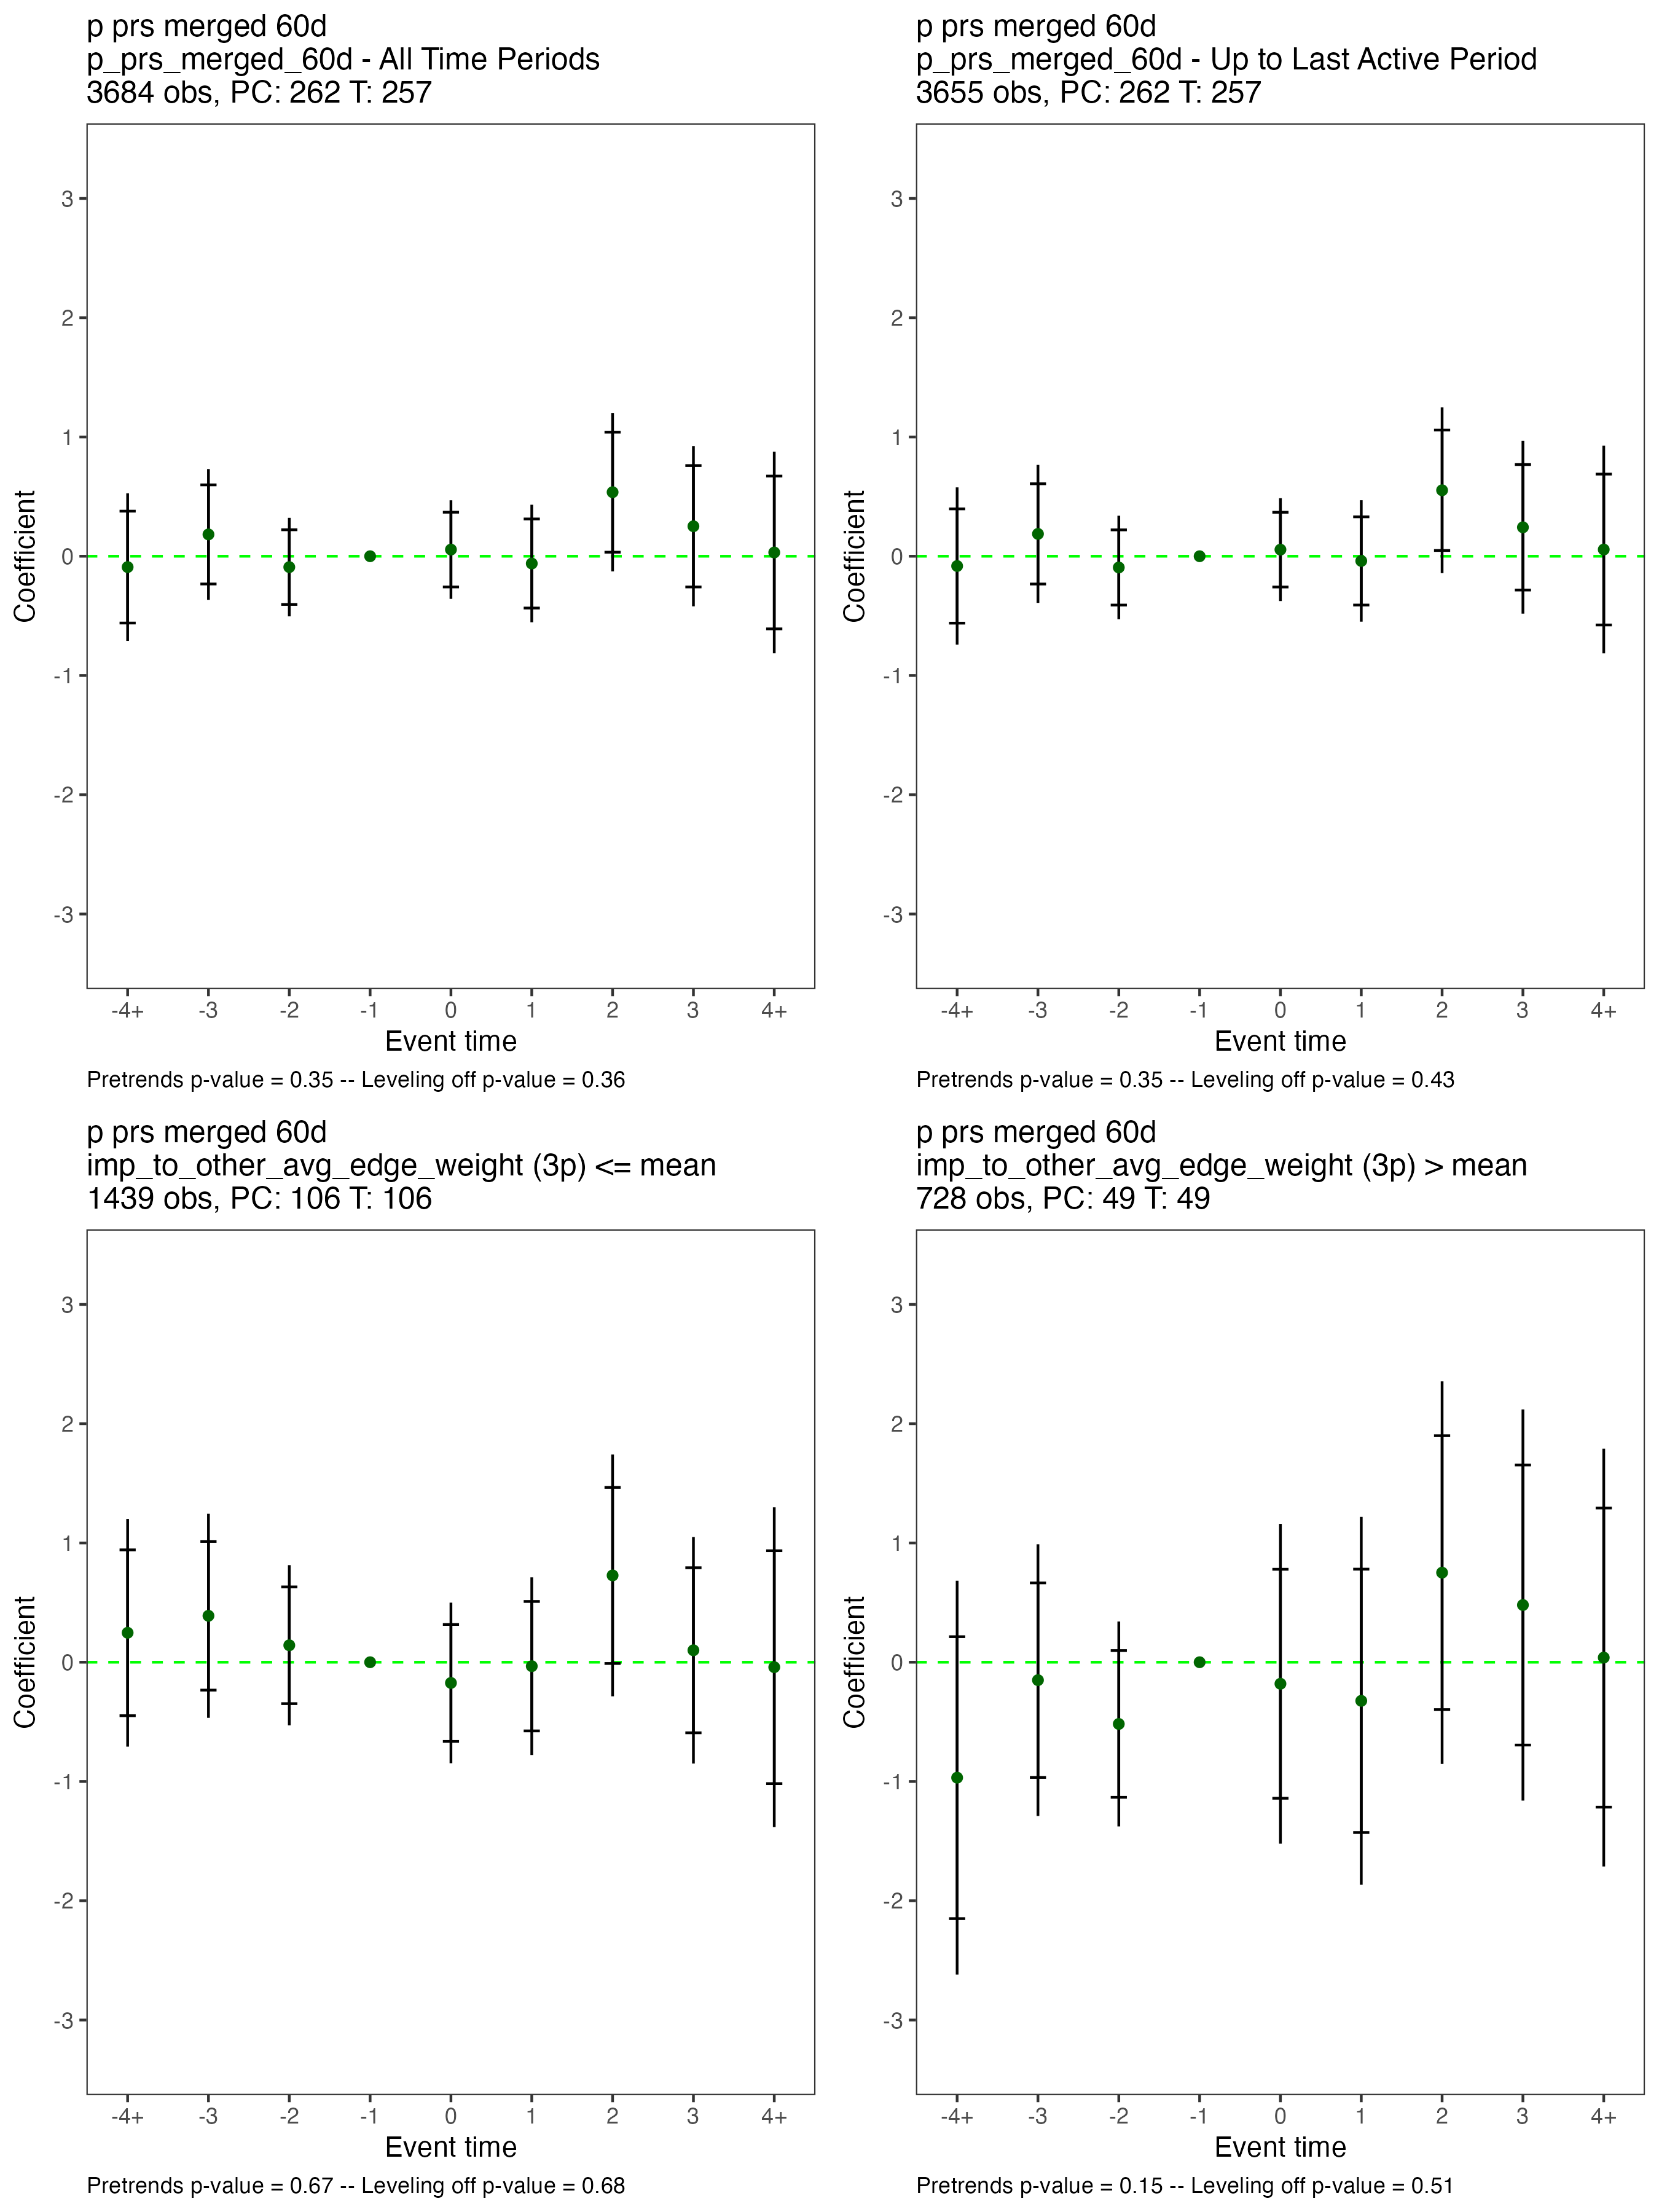 p prs merged 60d
p_prs_merged_60d - All Time Periods
3684 obs, PC: 262 T: 257
3
2
1
0
-1
-2
-3
Coefficient
-4+ -3 -2 -1 0 1 2 3 4+
Event time
Pretrends p-value = 0.35 -- Leveling off p-value = 0.36
p prs merged 60d
p_prs_merged_60d - Up to Last Active Period
3655 obs, PC: 262 T: 257
3
2
1
0
-1
-2
-3
Coefficient
-4+ -3 -2 -1 0 1 2 3 4+
Event time
Pretrends p-value = 0.35 -- Leveling off p-value = 0.43
p prs merged 60d
imp_to_other_avg_edge_weight (3p) <= mean
1439 obs, PC: 106 T: 106
3
2
1
0
-1
-2
-3
Coefficient
-4+ -3 -2 -1 0 1 2 3 4+
Event time
Pretrends p-value = 0.67 -- Leveling off p-value = 0.68
p prs merged 60d
imp_to_other_avg_edge_weight (3p) > mean
728 obs, PC: 49 T: 49
3
2
1
0
-1
-2
-3
Coefficient
-4+ -3 -2 -1 0 1 2 3 4+
Event time
Pretrends p-value = 0.15 -- Leveling off p-value = 0.51